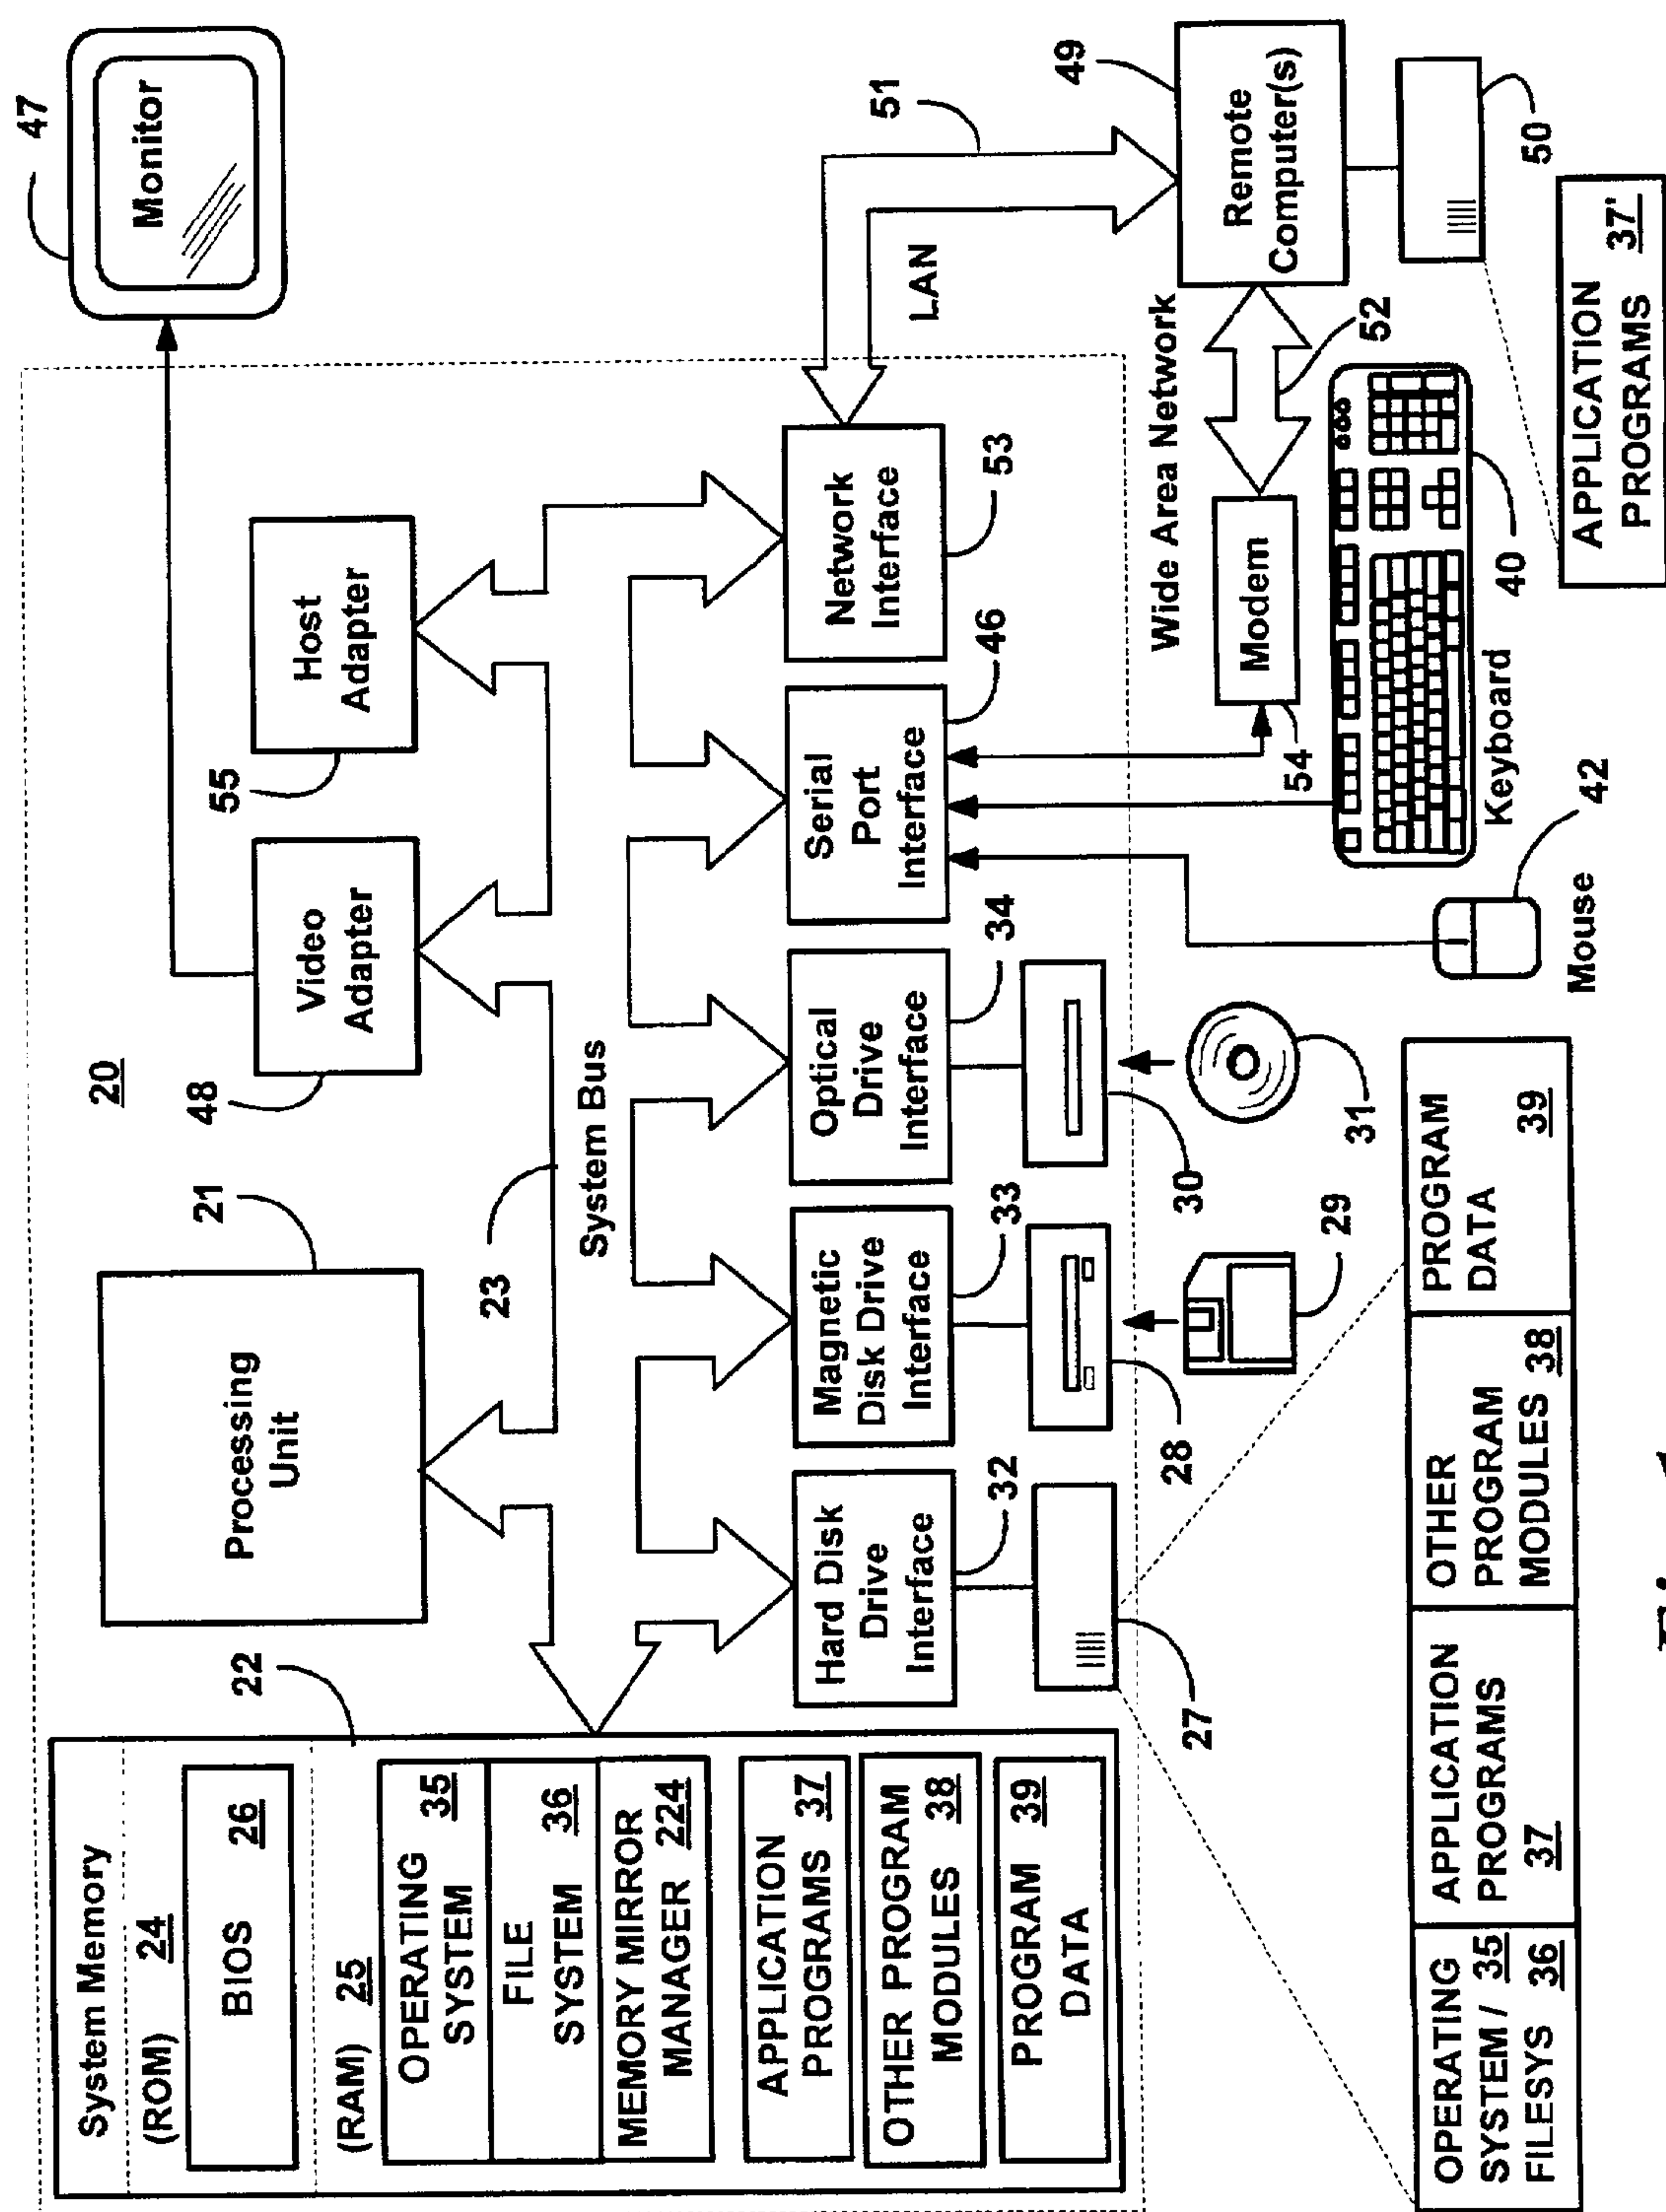 System Memory
(ROM) 24
BIOS 26
(RAM) 25
OPERATING
SYSTEM 35
FILE
SYSTEM 36
MEMORY MIRROR
MANAGER 224
APPLICATION
PROGRAMS 37
OTHER PROGRAM
MODULES 38
PROGRAM
DATA 39
22
Processing
Unit
21
20
Video
Adapter
48
Host
Adapter
55
Monitor
47
23
System Bus
Hard Disk
Drive
Interface
32
Magnetic
Disk Drive
Interface
33
Optical
Drive
Interface
34
Serial
Port
Interface
46
Network
Interface
53
LAN
51
27
28
29
30
31
Modem
54
Wide Area Network
52
Remote
Computer(s)
49
50
Mouse
42
Keyboard
40
OPERATING
SYSTEM / 35
FILESYS 36
APPLICATION
PROGRAMS
37
OTHER
PROGRAM
MODULES 38
PROGRAM
DATA
39
APPLICATION
PROGRAMS 37'